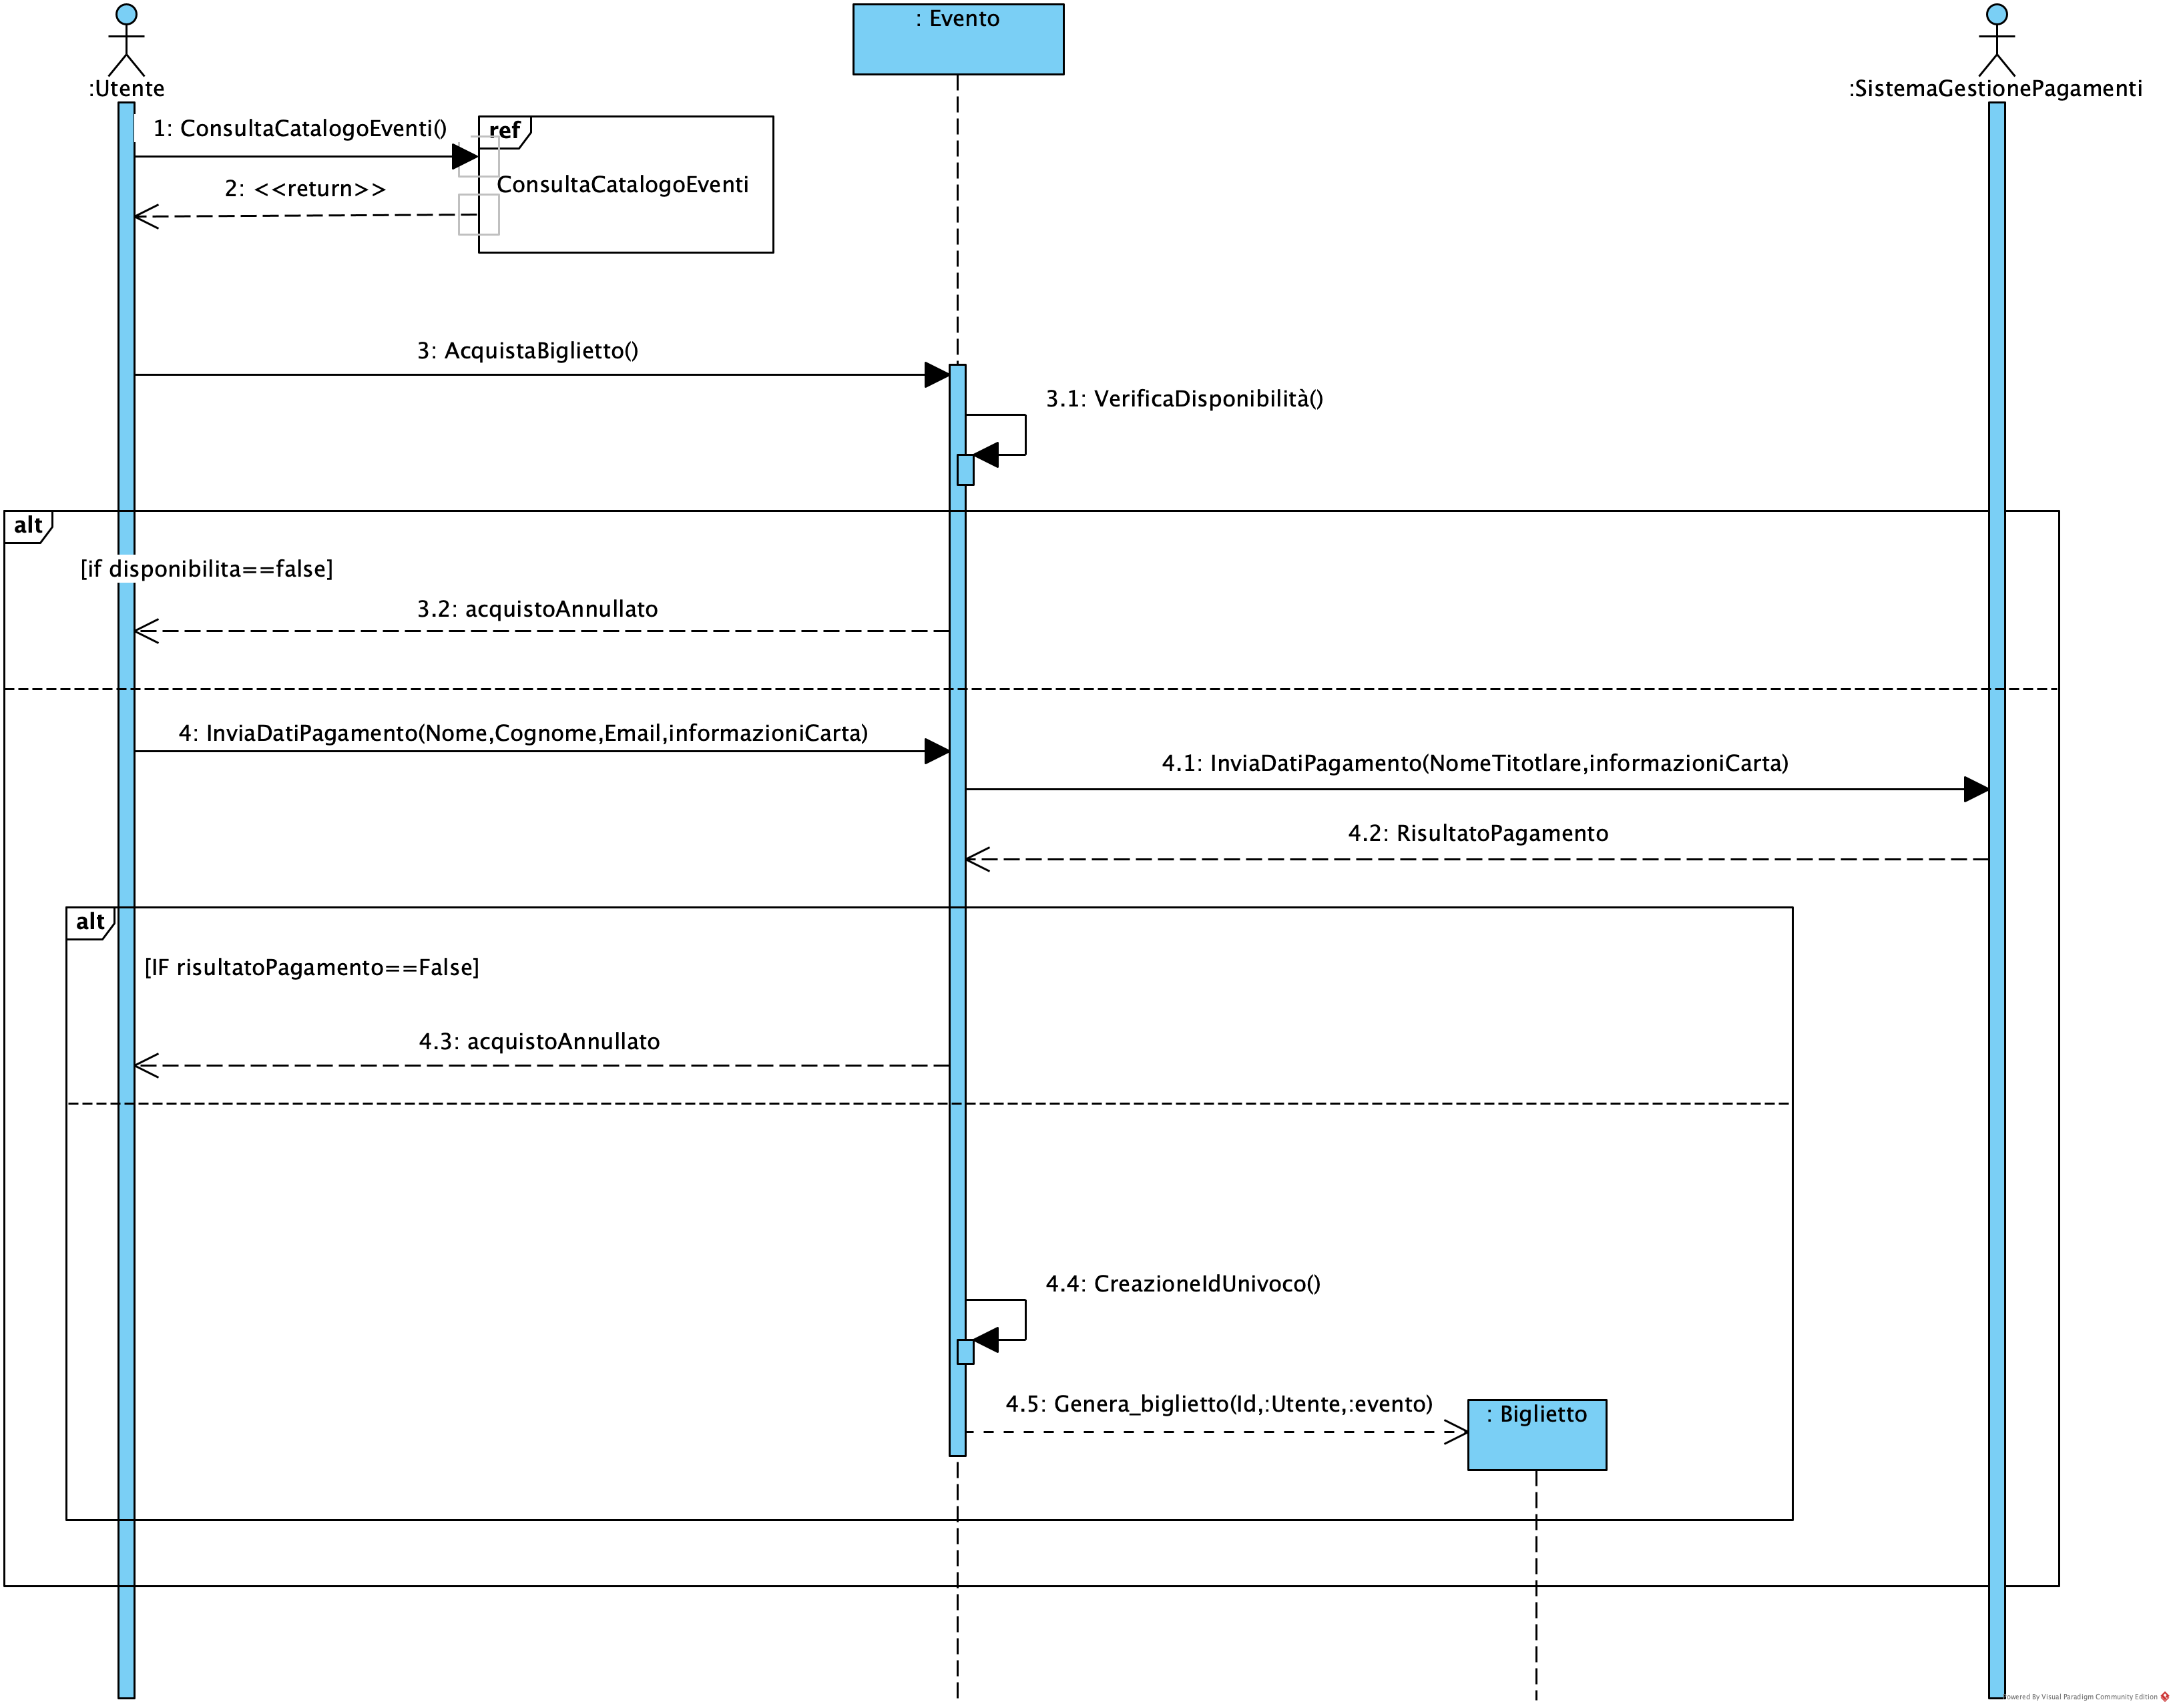 : Evento
:Utente
:SistemaGestionePagamenti
1: ConsultaCatalogoEventi()
ref
ConsultaCatalogoEventi
2: <<return>>
3: AcquistaBiglietto()
3.1: VerificaDisponibilità()
alt
[if disponibilita==false]
3.2: acquistoAnnullato
4: InviaDatiPagamento(Nome,Cognome,Email,informazioniCarta)
4.1: InviaDatiPagamento(NomeTitotlare,informazioniCarta)
4.2: RisultatoPagamento
alt
[IF risultatoPagamento==False]
4.3: acquistoAnnullato
4.4: CreazioneIdUnivoco()
4.5: Genera_biglietto(Id,:Utente,:evento)
: Biglietto
Powered By Visual Paradigm Community Edition